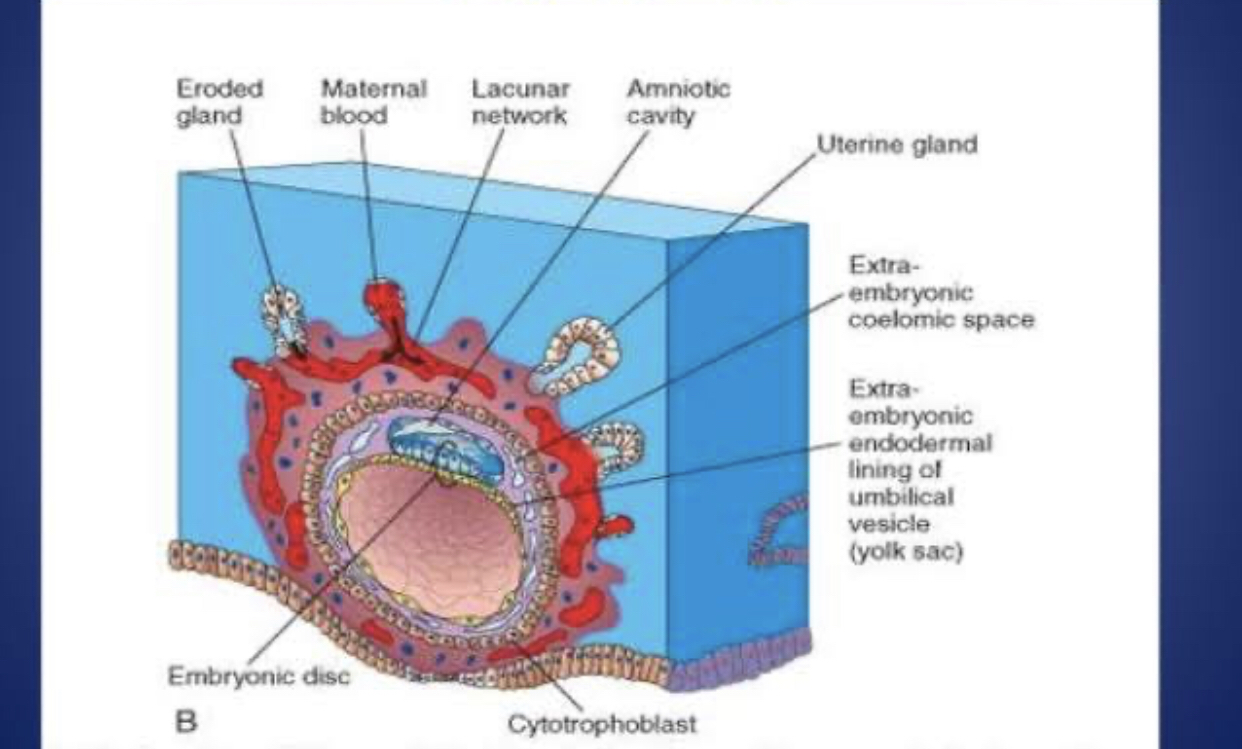 Eroded
gland
Maternal
blood
Lacunar
network
Amniotic
cavity
Uterine gland
Extra-
embryonic
coelomic space
Extra-
embryonic
endodermal
lining of
umbilical
vesicle
(yolk sac)
Embryonic disc
Cytotrophoblast
B